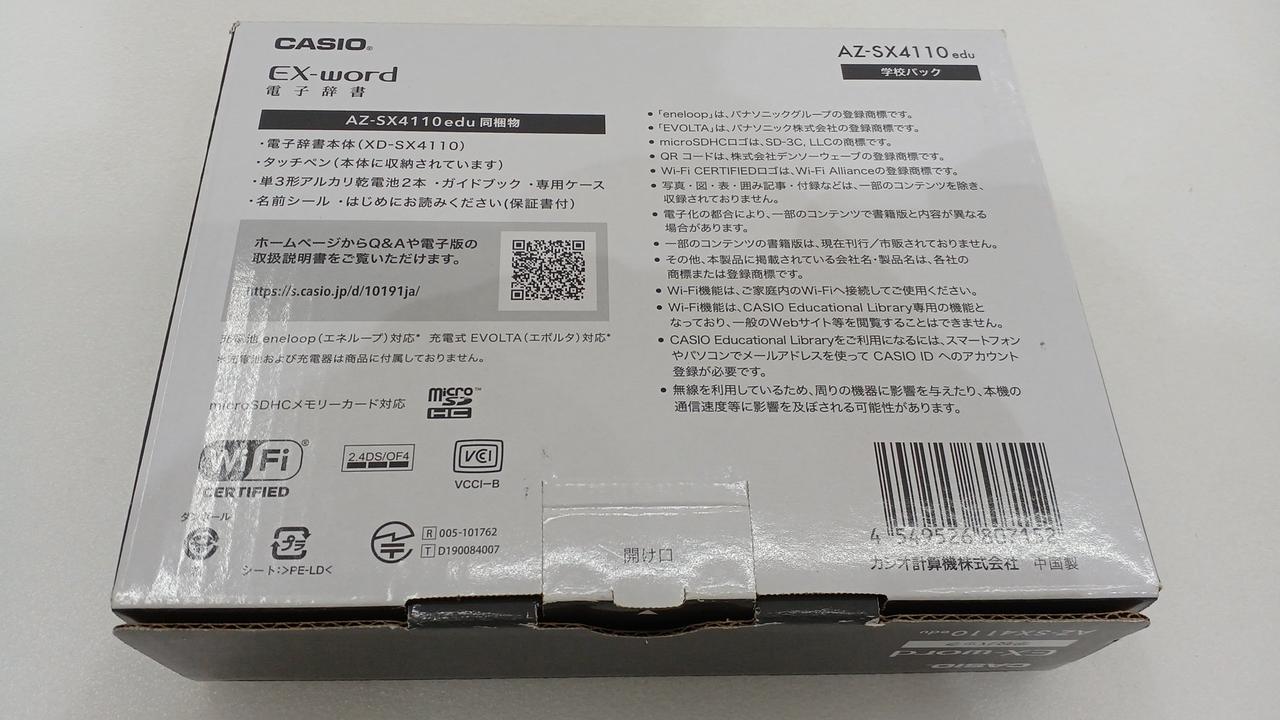 CASIO®
EX-word
電子辞書
AZ-SX4110edu 同梱物
・電子辞書本体(XD-SX4110)
・タッチペン(本体に収納されています)
・単3形アルカリ乾電池2本 ・ガイドブック ・専用ケース
・名前シール ・はじめにお読みください(保証書付)
ホームページからQ&Aや電子版の
取扱説明書をご覧いただけます。
https://s.casio.jp/d/10191ja/
充電池 eneloop(エネループ)対応* 充電式 EVOLTA(エボルタ)対応*
*充電池および充電器は商品に付属しておりません。
microSDHCメモリーカード対応
micro™
SD
HC
Wi Fi®
CERTIFIED
2.4DS/OF4
VCI
VCCI-B
ダンボール
プラ
シート:>PE-LD<
R 005-101762
T D190084007
AZ-SX4110 edu
学校パック
•「eneloop」は、パナソニックグループの登録商標です。
•「EVOLTA」は、パナソニック株式会社の登録商標です。
• microSDHCロゴは、SD-3C, LLCの商標です。
• QR コードは、株式会社デンソーウェーブの登録商標です。
• Wi-Fi CERTIFIEDロゴは、Wi-Fi Allianceの登録商標です。
• 写真・図・表・囲み記事・付録などは、一部のコンテンツを除き、
収録されておりません。
• 電子化の都合により、一部のコンテンツで書籍版と内容が異なる
場合があります。
• 一部のコンテンツの書籍版は、現在刊行/市販されておりません。
• その他、本製品に掲載されている会社名・製品名は、各社の
商標または登録商標です。
• Wi-Fi機能は、ご家庭内のWi-Fiへ接続してご使用ください。
• Wi-Fi機能は、CASIO Educational Library専用の機能と
なっており、一般のWebサイト等を閲覧することはできません。
• CASIO Educational Libraryをご利用になるには、スマートフォン
やパソコンでメールアドレスを使って CASIO ID へのアカウント
登録が必要です。
• 無線を利用しているため、周りの機器に影響を与えたり、本機の
通信速度等に影響を及ぼされる可能性があります。
4 549526 807152
カシオ計算機株式会社 中国製
開け口
AZ-SX4110edu
学校パック
EX-word
CASIO